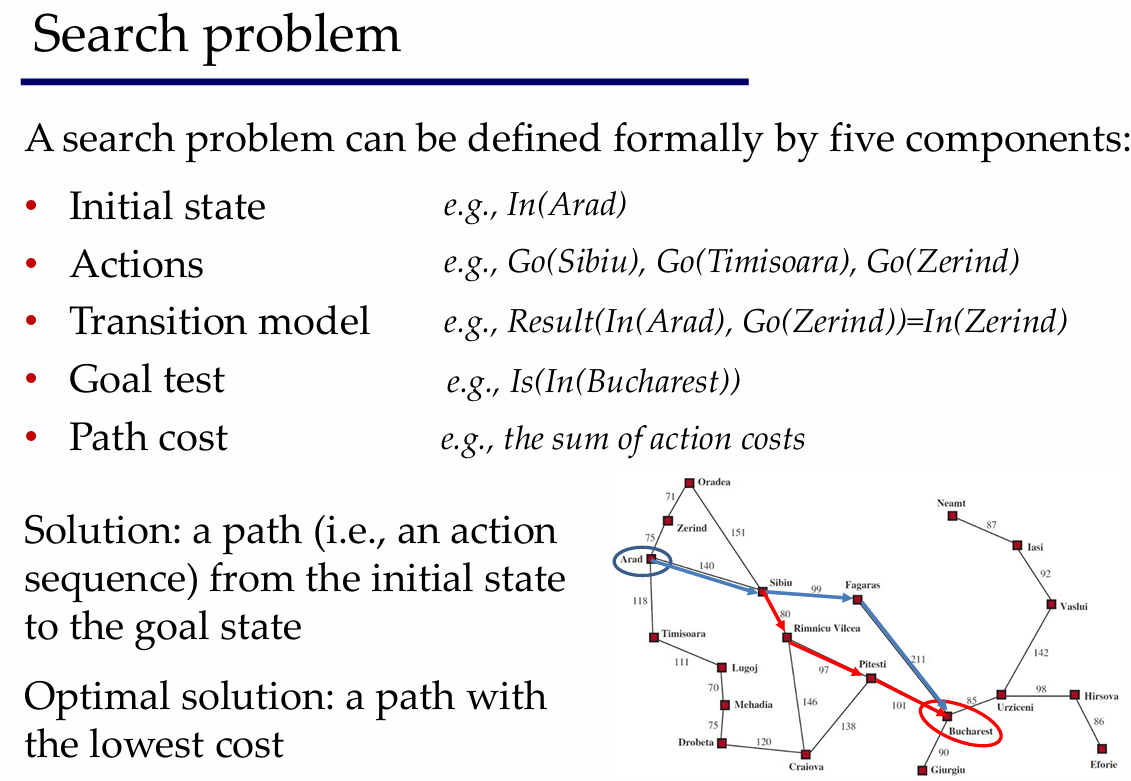 Search problem
A search problem can be defined formally by five components:
• Initial state e.g., In(Arad)
• Actions e.g., Go(Sibiu), Go(Timisoara), Go(Zerind)
• Transition model e.g., Result(In(Arad), Go(Zerind))=In(Zerind)
• Goal test e.g., Is(In(Bucharest))
• Path cost e.g., the sum of action costs
Solution: a path (i.e., an action
sequence) from the initial state
to the goal state
Optimal solution: a path with
the lowest cost
Oradea
71
Neamt
Zerind
87
151
75
Iasi
Arad
140
92
Sibiu
99
Fagaras
118
80
Vaslui
Rimnicu Vilcea
Timisoara
142
111
Pitesti
211
Lugoj
97
70
98
Hirsova
85
146
101
Urziceni
Mehadia
86
75
138
Bucharest
Drobeta
120
90
Craiova
Giurgiu
Eforie